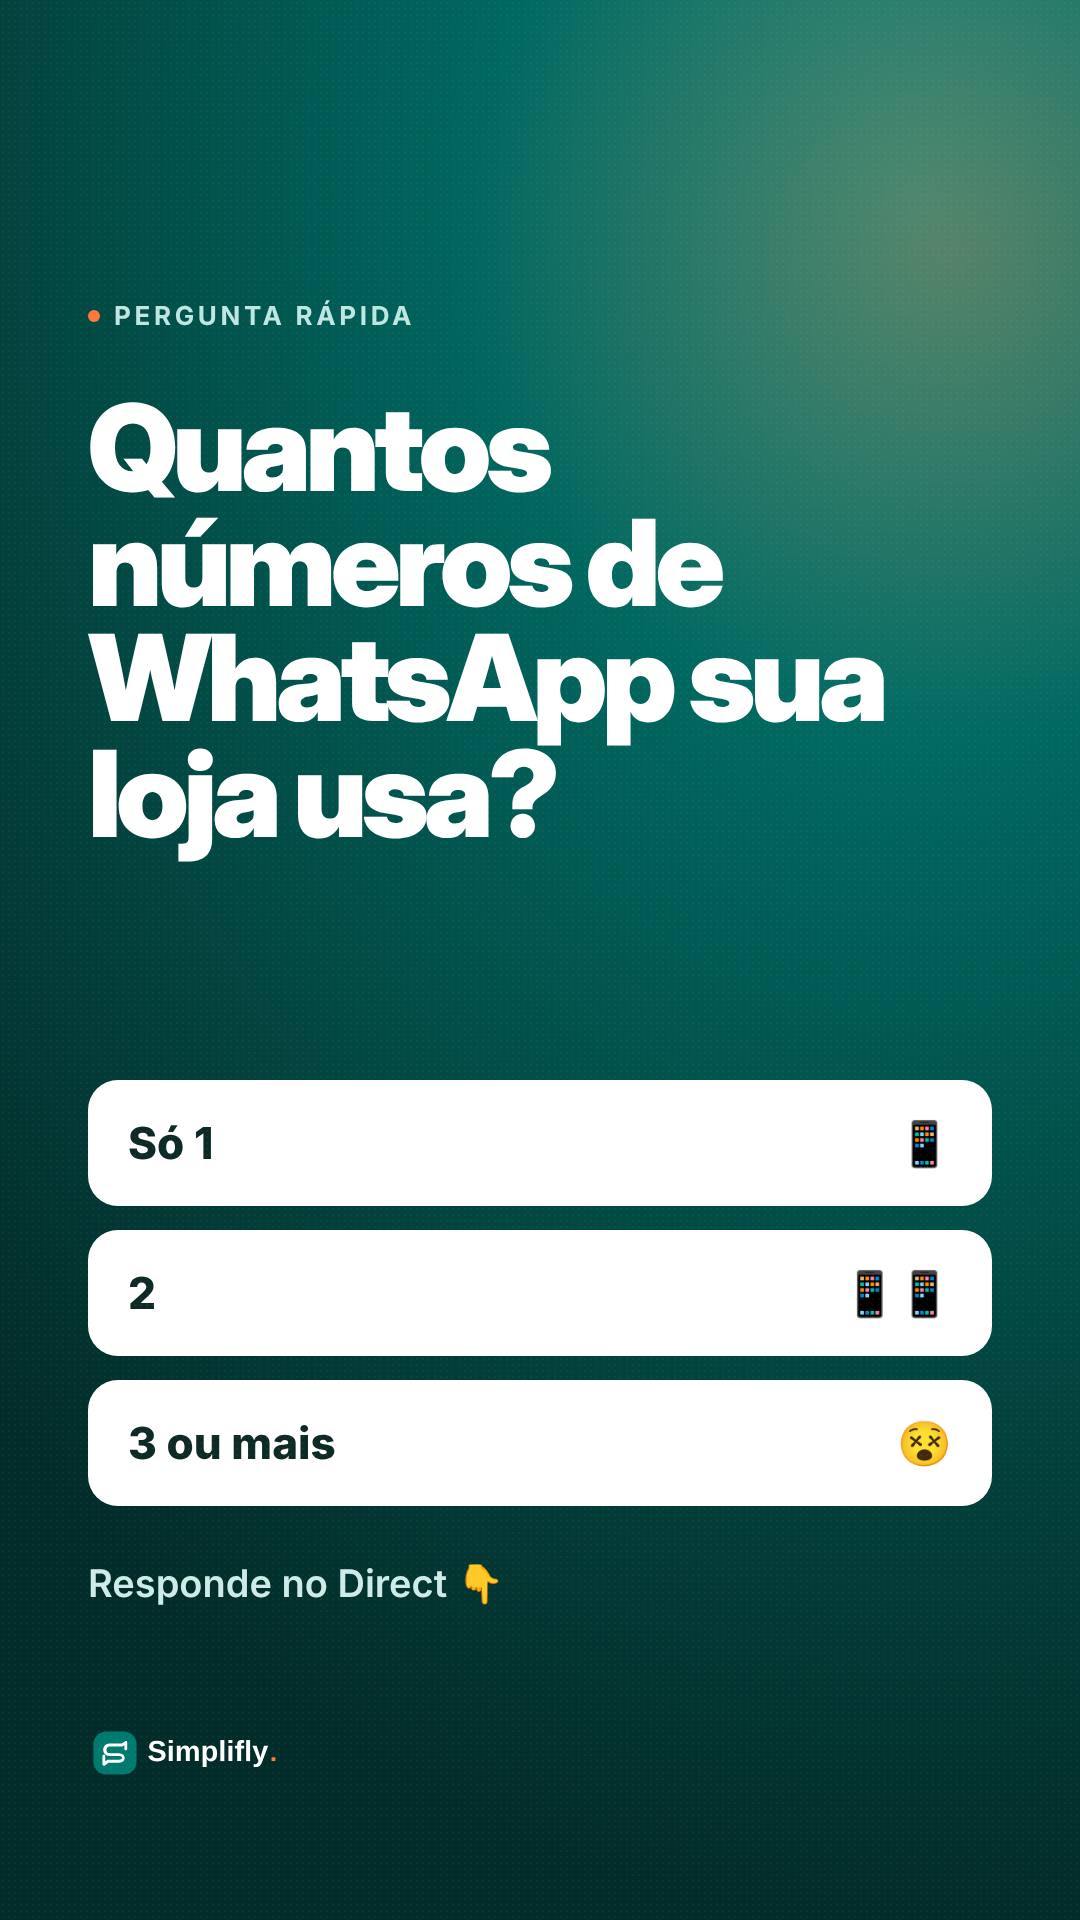 PERGUNTA RÁPIDA
Quantos
números de
WhatsApp sua
loja usa?
Só 1
2
3 ou mais
Responde no Direct 👇
Simplifly.